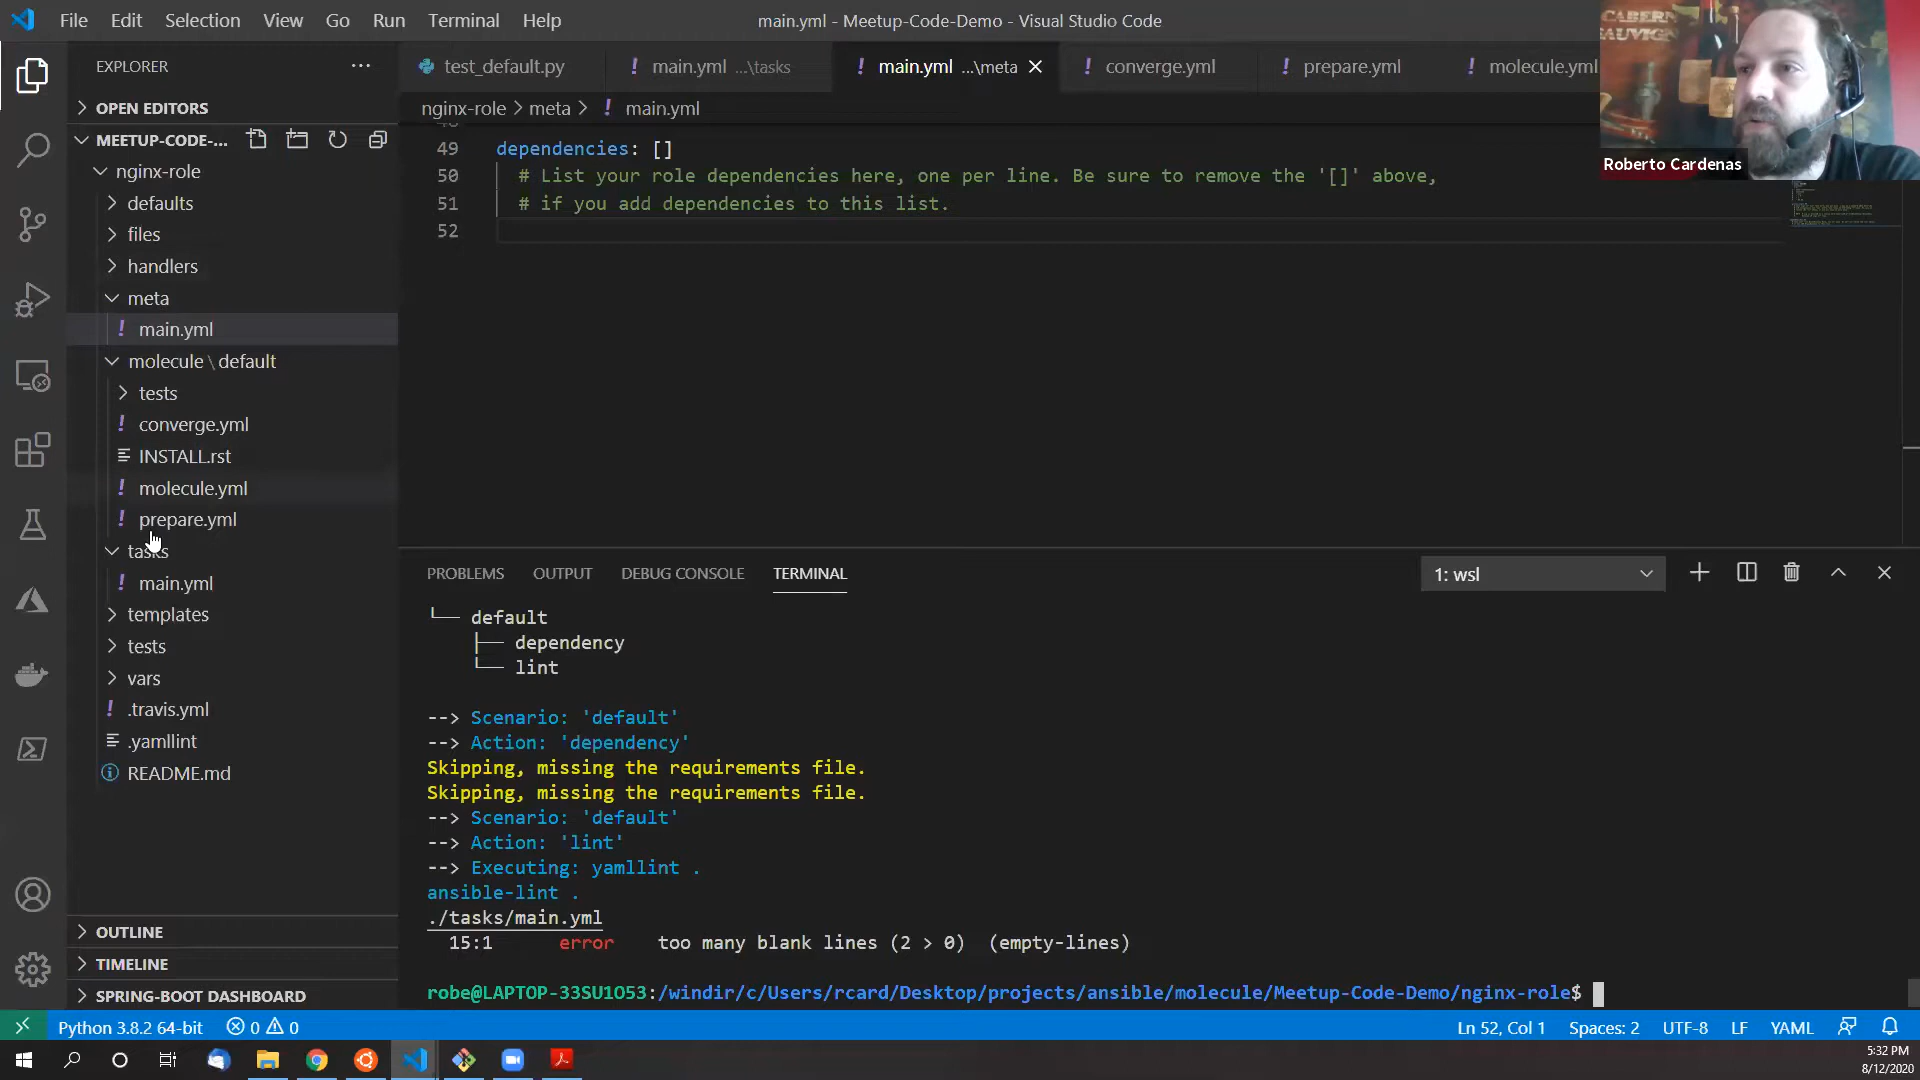 File Edit Selection View Go Run Terminal Help
main.yml - Meetup-Code-Demo - Visual Studio Code
CABERN
SAUVIGN
Roberto Cardenas
EXPLORER
OPEN EDITORS
MEETUP-CODE-...
nginx-role
defaults
files
handlers
meta
! main.yml
molecule \ default
tests
! converge.yml
INSTALL.rst
! molecule.yml
! prepare.yml
tasks
! main.yml
templates
tests
vars
! .travis.yml
.yamllint
README.md
OUTLINE
TIMELINE
SPRING-BOOT DASHBOARD
test_default.py ! main.yml ...\tasks ! main.yml ...\meta ! converge.yml ! prepare.yml ! molecule.yml
nginx-role > meta > ! main.yml
49 dependencies: []
50 # List your role dependencies here, one per line. Be sure to remove the '[]' above,
51 # if you add dependencies to this list.
52
PROBLEMS OUTPUT DEBUG CONSOLE TERMINAL 1: wsl
└── default
├── dependency
└── lint
--> Scenario: 'default'
--> Action: 'dependency'
Skipping, missing the requirements file.
Skipping, missing the requirements file.
--> Scenario: 'default'
--> Action: 'lint'
--> Executing: yamllint .
ansible-lint .
./tasks/main.yml
15:1 error too many blank lines (2 > 0) (empty-lines)
robe@LAPTOP-33SU1O53:/windir/c/Users/rcard/Desktop/projects/ansible/molecule/Meetup-Code-Demo/nginx-role$
Python 3.8.2 64-bit 0 0 Ln 52, Col 1 Spaces: 2 UTF-8 LF YAML
5:32 PM
8/12/2020